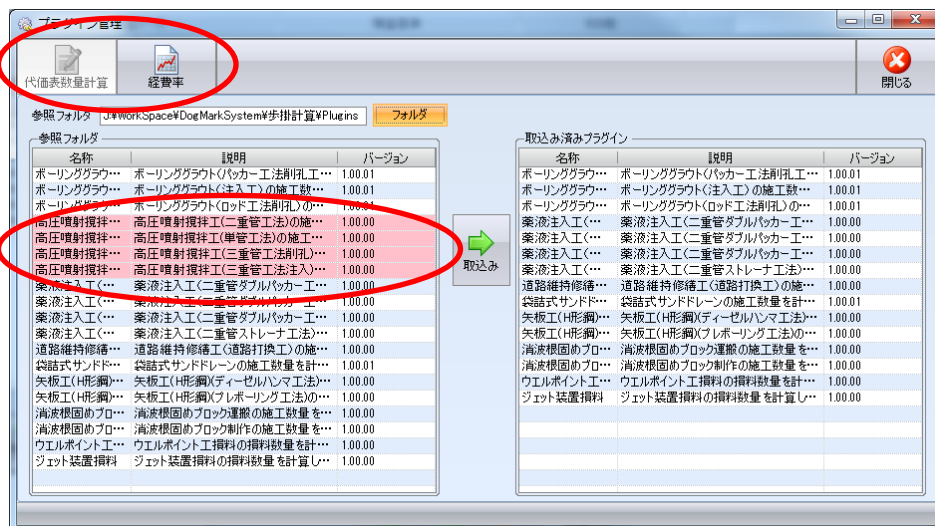 プラグイン管理
代価表数量計算
経費率
閉じる
参照フォルダ J:¥WorkSpace¥DogMarkSystem¥歩掛計算¥Plugins フォルダ
参照フォルダ
名称 説明 バージョン
ボーリンググラウ… ボーリンググラウト(パッカー工法削孔工… 1.00.01
ボーリンググラウ… ボーリンググラウト(注入工)の施工数… 1.00.01
ボーリンググラウ… ボーリンググラウト(ロッド工法削孔)の… 1.00.01
高圧噴射撹拌… 高圧噴射撹拌工(二重管工法)の施… 1.00.00
高圧噴射撹拌… 高圧噴射撹拌工(単管工法)の施工… 1.00.00
高圧噴射撹拌… 高圧噴射撹拌工(三重管工法削孔)… 1.00.00
高圧噴射撹拌… 高圧噴射撹拌工(三重管工法注入)… 1.00.00
薬液注入工(… 薬液注入工(二重管ダブルパッカー工… 1.00.00
薬液注入工(… 薬液注入工(二重管ダブルパッカー工… 1.00.00
薬液注入工(… 薬液注入工(二重管ダブルパッカー工… 1.00.00
薬液注入工(… 薬液注入工(二重管ストレーナ工法)… 1.00.00
道路維持修繕… 道路維持修繕工(道路打換工)の施… 1.00.00
袋詰式サンドド… 袋詰式サンドドレーンの施工数量を計… 1.00.01
矢板工(H形鋼)… 矢板工(H形鋼)(ディーゼルハンマ工法)… 1.00.00
矢板工(H形鋼)… 矢板工(H形鋼)(プレボーリング工法)の… 1.00.00
消波根固めブロ… 消波根固めブロック運搬の施工数量を… 1.00.00
消波根固めブロ… 消波根固めブロック制作の施工数量を… 1.00.00
ウエルポイント工… ウエルポイント工損料の損料数量を計… 1.00.00
ジェット装置損料 ジェット装置損料の損料数量を計算し… 1.00.00
取込み
取込み済みプラグイン
名称 説明 バージョン
ボーリンググラウ… ボーリンググラウト(パッカー工法削孔工… 1.00.01
ボーリンググラウ… ボーリンググラウト(注入工)の施工数… 1.00.01
ボーリンググラウ… ボーリンググラウト(ロッド工法削孔)の… 1.00.01
薬液注入工(… 薬液注入工(二重管ダブルパッカー工… 1.00.00
薬液注入工(… 薬液注入工(二重管ダブルパッカー工… 1.00.00
薬液注入工(… 薬液注入工(二重管ダブルパッカー工… 1.00.00
薬液注入工(… 薬液注入工(二重管ストレーナ工法)… 1.00.00
道路維持修繕… 道路維持修繕工(道路打換工)の施… 1.00.00
袋詰式サンドド… 袋詰式サンドドレーンの施工数量を計… 1.00.01
矢板工(H形鋼)… 矢板工(H形鋼)(ディーゼルハンマ工法)… 1.00.00
矢板工(H形鋼)… 矢板工(H形鋼)(プレボーリング工法)の… 1.00.00
消波根固めブロ… 消波根固めブロック運搬の施工数量を… 1.00.00
消波根固めブロ… 消波根固めブロック制作の施工数量を… 1.00.00
ウエルポイント工… ウエルポイント工損料の損料数量を計… 1.00.00
ジェット装置損料 ジェット装置損料の損料数量を計算し… 1.00.00